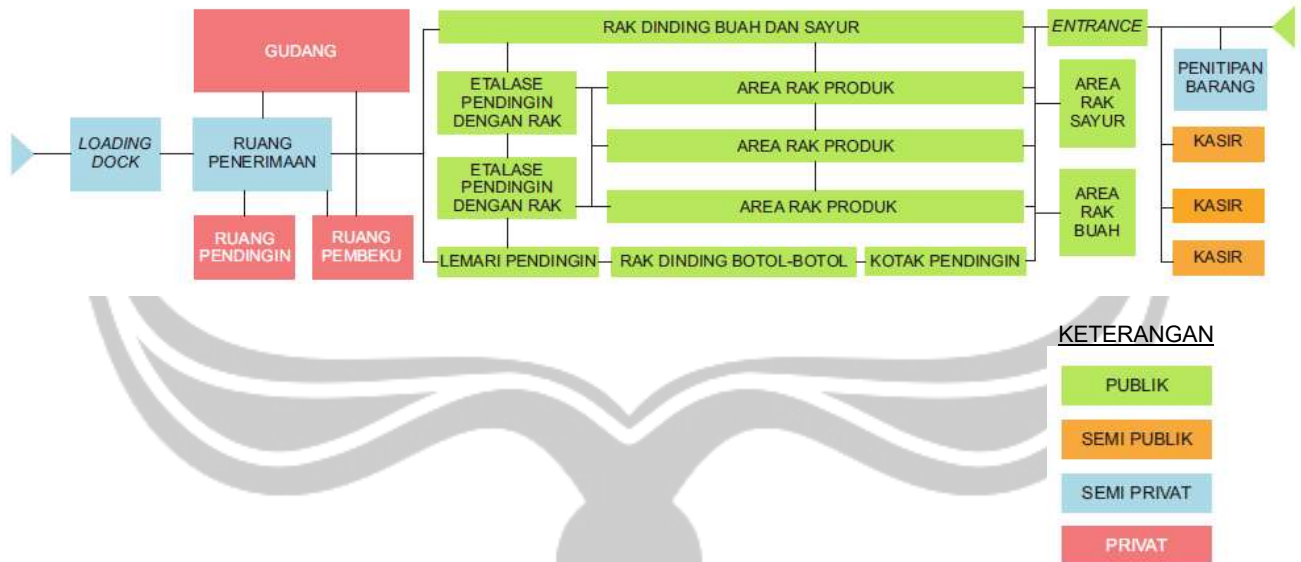 GUDANG
LOADING
DOCK
RUANG
PENERIMAAN
RUANG
PENDINGIN
RUANG
PEMBEKU
RAK DINDING BUAH DAN SAYUR
ETALASE
PENDINGIN
DENGAN RAK
AREA RAK PRODUK
AREA RAK PRODUK
ETALASE
PENDINGIN
DENGAN RAK
AREA RAK PRODUK
LEMARI PENDINGIN
RAK DINDING BOTOL-BOTOL
KOTAK PENDINGIN
ENTRANCE
AREA
RAK
SAYUR
AREA
RAK
BUAH
PENITIPAN
BARANG
KASIR
KASIR
KASIR
KETERANGAN
PUBLIK
SEMI PUBLIK
SEMI PRIVAT
PRIVAT